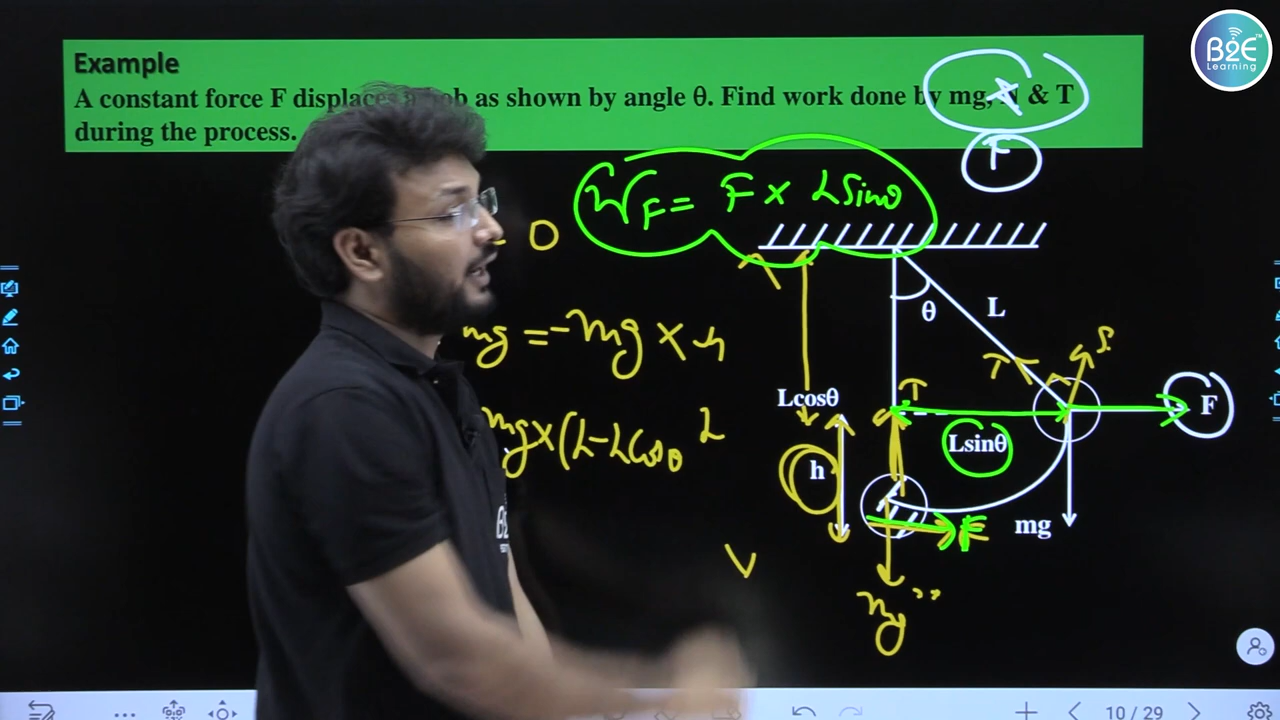 B2E
Learning
Example
A constant force F displaces a bob as shown by angle θ. Find work done by mg, N & T
during the process.
F
W_F = F × L Sinθ
= 0
θ
L
mg = -mg × h
T
Lcosθ
T
F
Lsinθ
mg × (L - L Cosθ
h
mg
F
mg
10 / 29